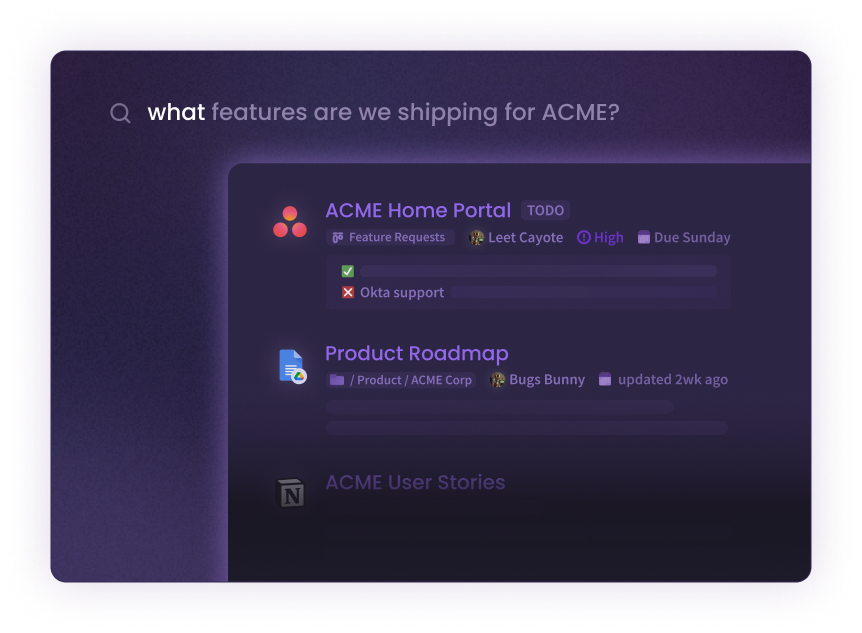 what features are we shipping for ACME?
ACME Home Portal TODO
Feature Requests Leet Cayote High Due Sunday
Okta support
Product Roadmap
/ Product / ACME Corp Bugs Bunny updated 2wk ago
N ACME User Stories